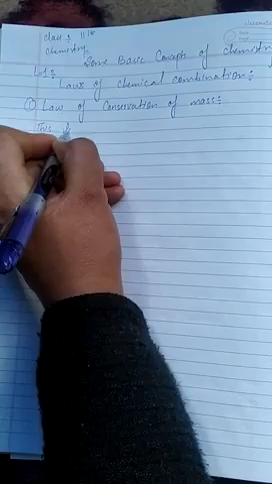 Class: 11th
Chemistry:
Some Basic Concepts of Chemistry
L-1:
Laws of Chemical Combination:
① Law of Conservation of mass:
This